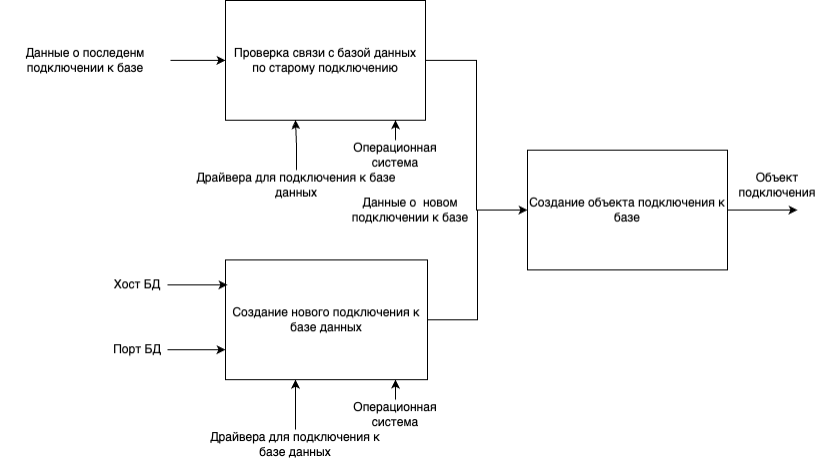 Данные о последенм
подключении к базе
Проверка связи с базой данных
по старому подключению
Операционная
система
Драйвера для подключения к базе
данных
Данные о новом
подключении к базе
Создание объекта подключения к
базе
Объект
подключения
Хост БД
Порт БД
Создание нового подключения к
базе данных
Операционная
система
Драйвера для подключения к
базе данных